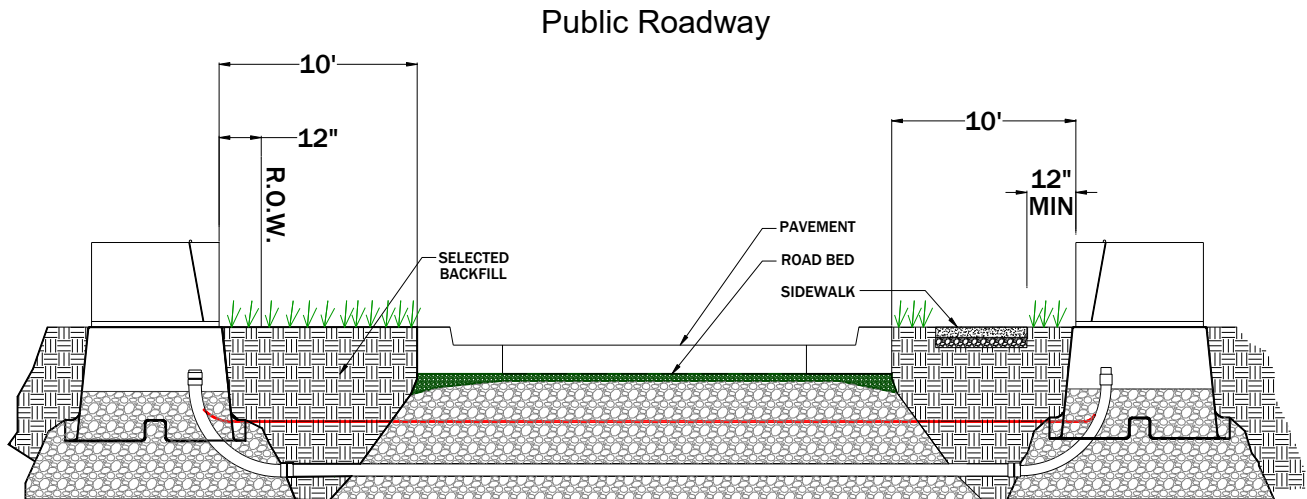 Public Roadway
10'
12"
R.O.W.
10'
12"
MIN
PAVEMENT
SELECTED
BACKFILL
ROAD BED
SIDEWALK